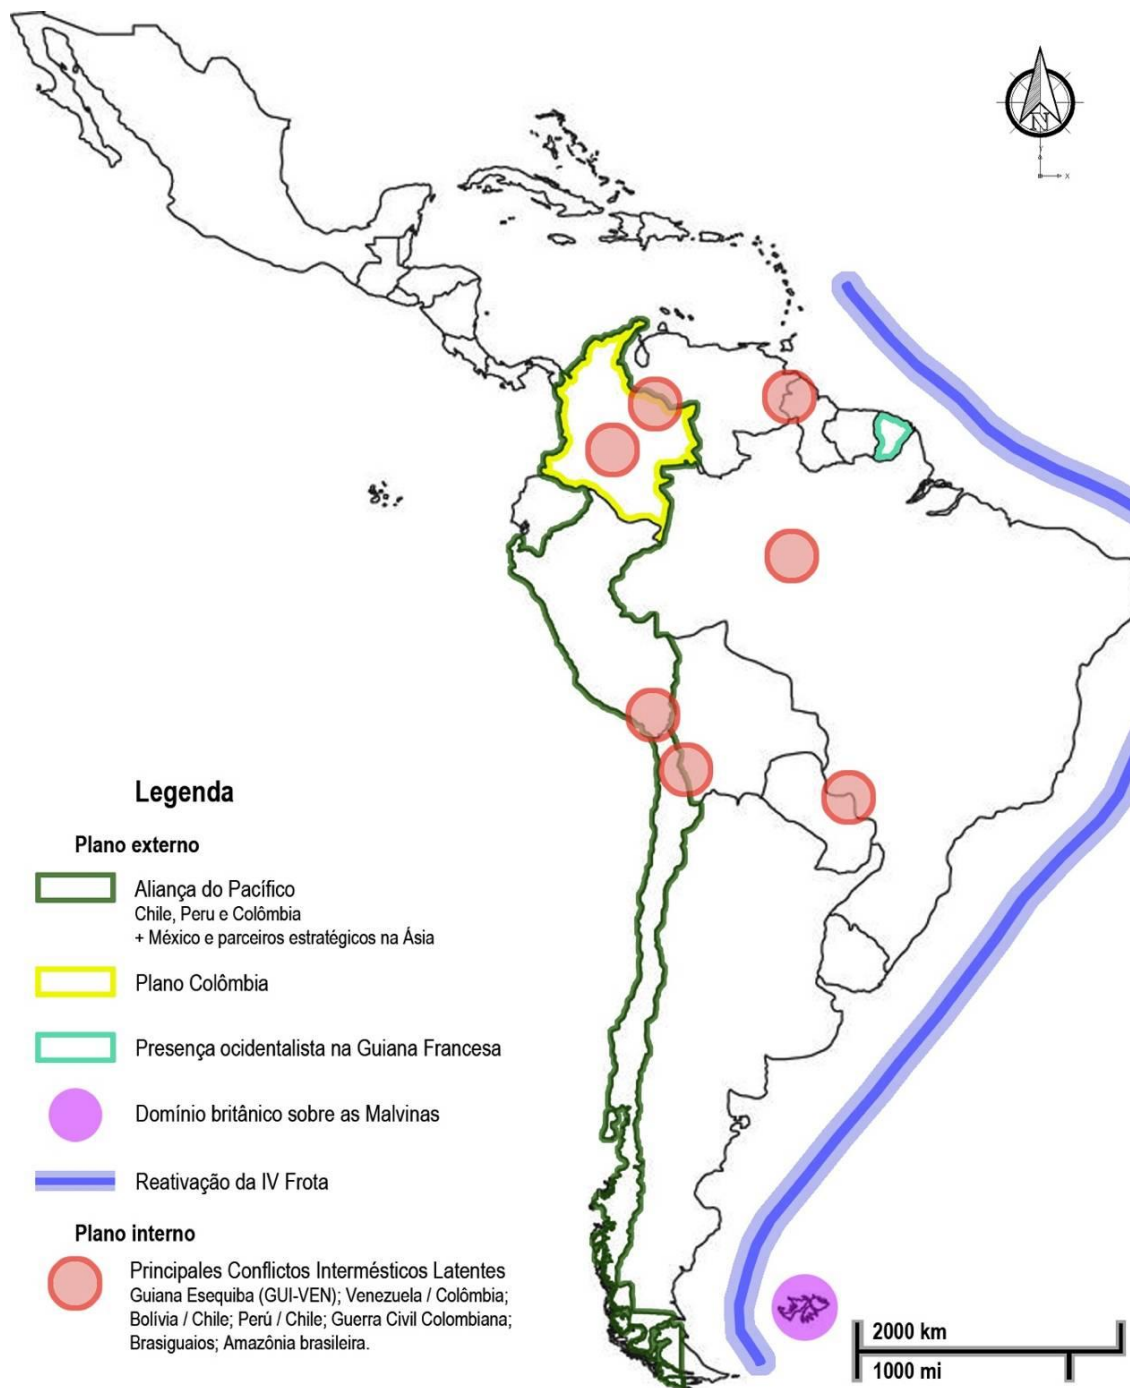 N
Y
X
Legenda
Plano externo
Aliança do Pacífico
Chile, Peru e Colômbia
+ México e parceiros estratégicos na Ásia
Plano Colômbia
Presença ocidentalista na Guiana Francesa
Domínio británico sobre as Malvinas
Reativação da IV Frota
Plano interno
Principales Conflictos Intermésticos Latentes
Guiana Esequiba (GUI-VEN); Venezuela / Colômbia;
Bolívia / Chile; Perú / Chile; Guerra Civil Colombiana;
Brasiguaios; Amazônia brasileira.
2000 km
1000 mi